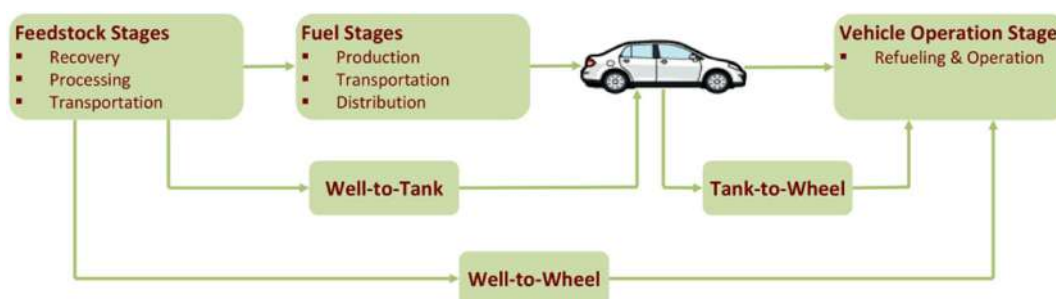 Feedstock Stages
▪ Recovery
▪ Processing
▪ Transportation
Fuel Stages
▪ Production
▪ Transportation
▪ Distribution
Vehicle Operation Stage
▪ Refueling & Operation
Well-to-Tank
Tank-to-Wheel
Well-to-Wheel